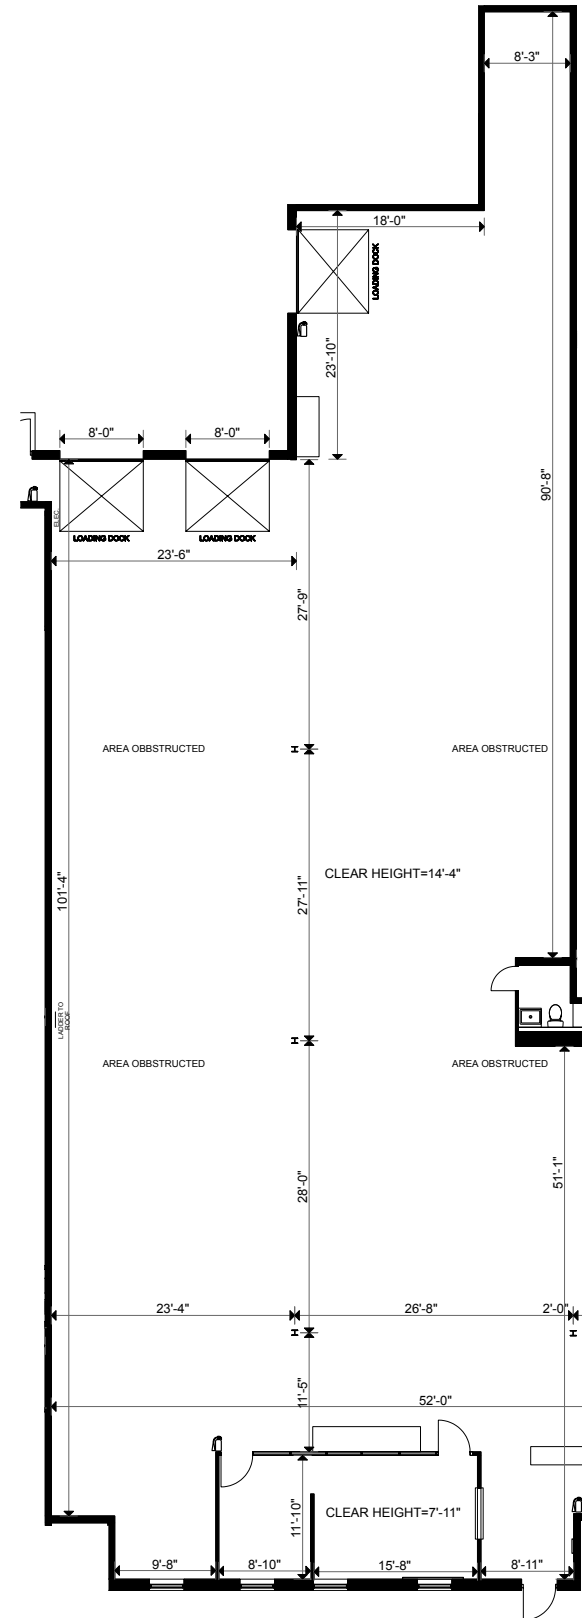 8'-3"
18'-0"
LOADING DOCK
23'-10"
8'-0"
8'-0"
90'-8"
ELEC.
LOADING DOCK
LOADING DOCK
23'-6"
27'-9"
AREA OBBSTRUCTED
AREA OBSTRUCTED
CLEAR HEIGHT=14'-4"
101'-4"
27'-11"
LADDER TO
ROOF
AREA OBBSTRUCTED
AREA OBSTRUCTED
28'-0"
51'-1"
23'-4"
26'-8"
2'-0"
11'-5"
52'-0"
11'-10"
CLEAR HEIGHT=7'-11"
9'-8"
8'-10"
15'-8"
8'-11"